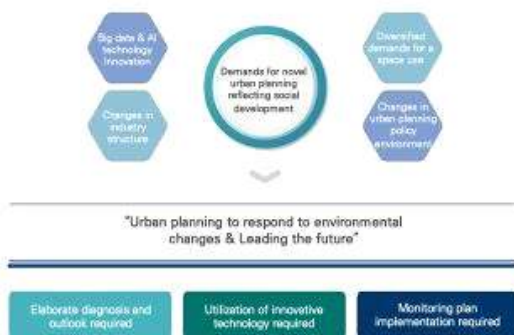 Big data & AI
technology
Innovation
Diversified
demands for a
space use
Demands for novel
urban planning
reflecting social
development
Changes in
industry
structure
Changes in
urban planning
policy
environment
"Urban planning to respond to environmental
changes & Leading the future"
Elaborate diagnosis and
outlook required
Utilization of innovative
technology required
Monitoring plan
implementation required